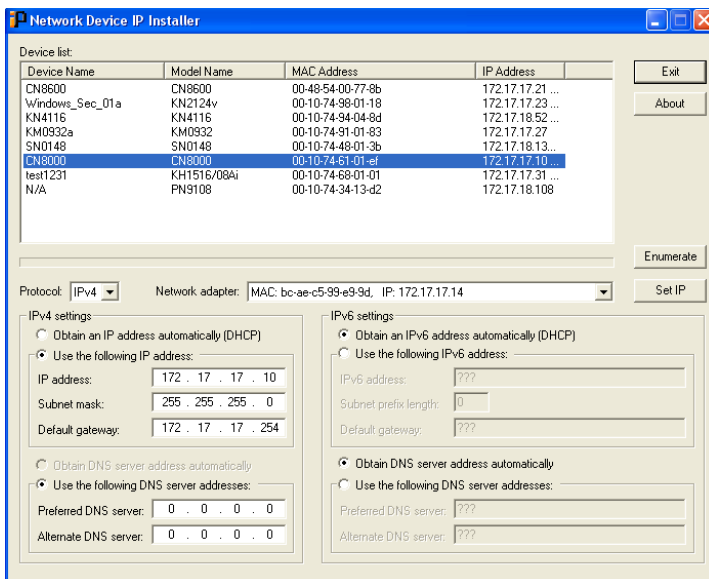 Network Device IP Installer
Device list:
Device Name Model Name MAC Address IP Address
CN8600 CN8600 00-48-54-00-77-8b 172.17.17.21 ...
Windows_Sec_01a KN2124v 00-10-74-98-01-18 172.17.17.23 ...
KN4116 KN4116 00-10-74-94-04-8d 172.17.18.52 ...
KM0932a KM0932 00-10-74-91-01-83 172.17.17.27
SN0148 SN0148 00-10-74-48-01-3b 172.17.18.13...
CN8000 CN8000 00-10-74-61-01-ef 172.17.17.10 ...
test1231 KH1516/08Ai 00-10-74-68-01-01 172.17.17.31 ...
N/A PN9108 00-10-74-34-13-d2 172.17.18.108
Exit
About
Enumerate
Protocol: IPv4 Network adapter: MAC: bc-ae-c5-99-e9-9d, IP: 172.17.17.14 Set IP
IPv4 settings
Obtain an IP address automatically (DHCP)
Use the following IP address:
IP address: 172 . 17 . 17 . 10
Subnet mask: 255 . 255 . 255 . 0
Default gateway: 172 . 17 . 17 . 254
Obtain DNS server address automatically
Use the following DNS server addresses:
Preferred DNS server: 0 . 0 . 0 . 0
Alternate DNS server: 0 . 0 . 0 . 0
IPv6 settings
Obtain an IPv6 address automatically (DHCP)
Use the following IPv6 address:
IPv6 address: ???
Subnet prefix length: 0
Default gateway: ???
Obtain DNS server address automatically
Use the following DNS server addresses:
Preferred DNS server: ???
Alternate DNS server: ???